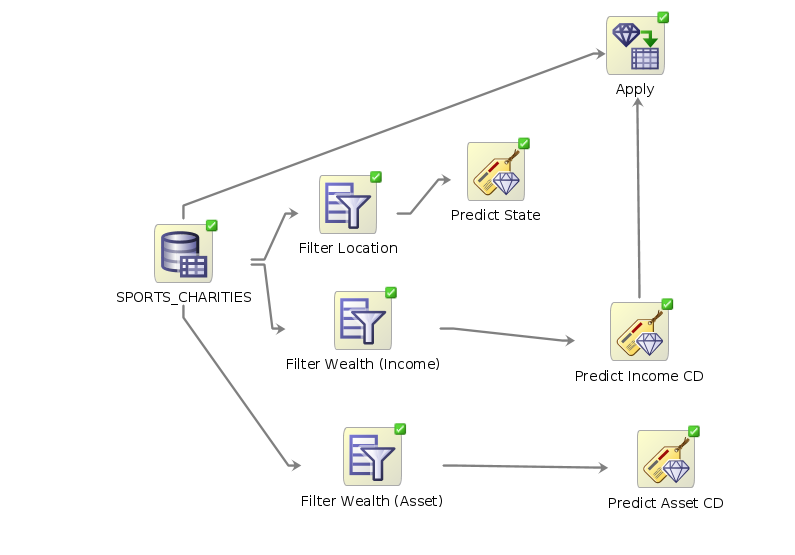 Apply
Predict State
Filter Location
SPORTS_CHARITIES
Filter Wealth (Income)
Predict Income CD
Filter Wealth (Asset)
Predict Asset CD